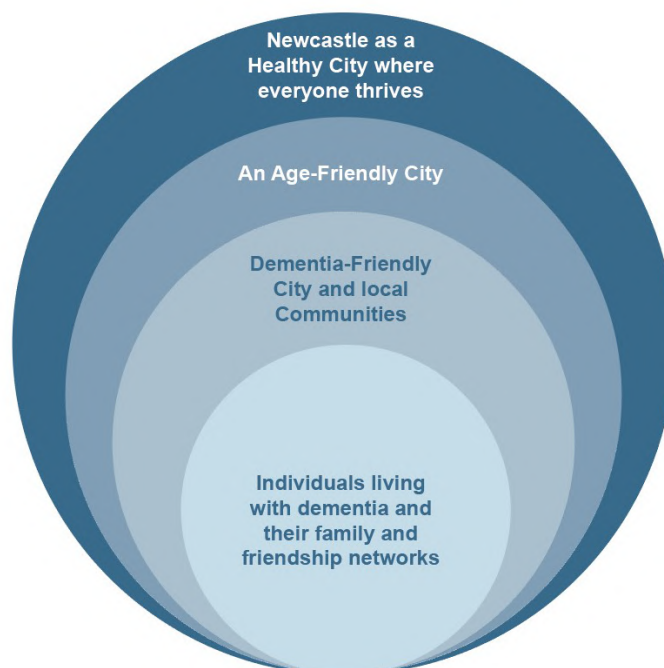 Newcastle as a
Healthy City where
everyone thrives
An Age-Friendly City
Dementia-Friendly
City and local
Communities
Individuals living
with dementia and
their family and
friendship networks